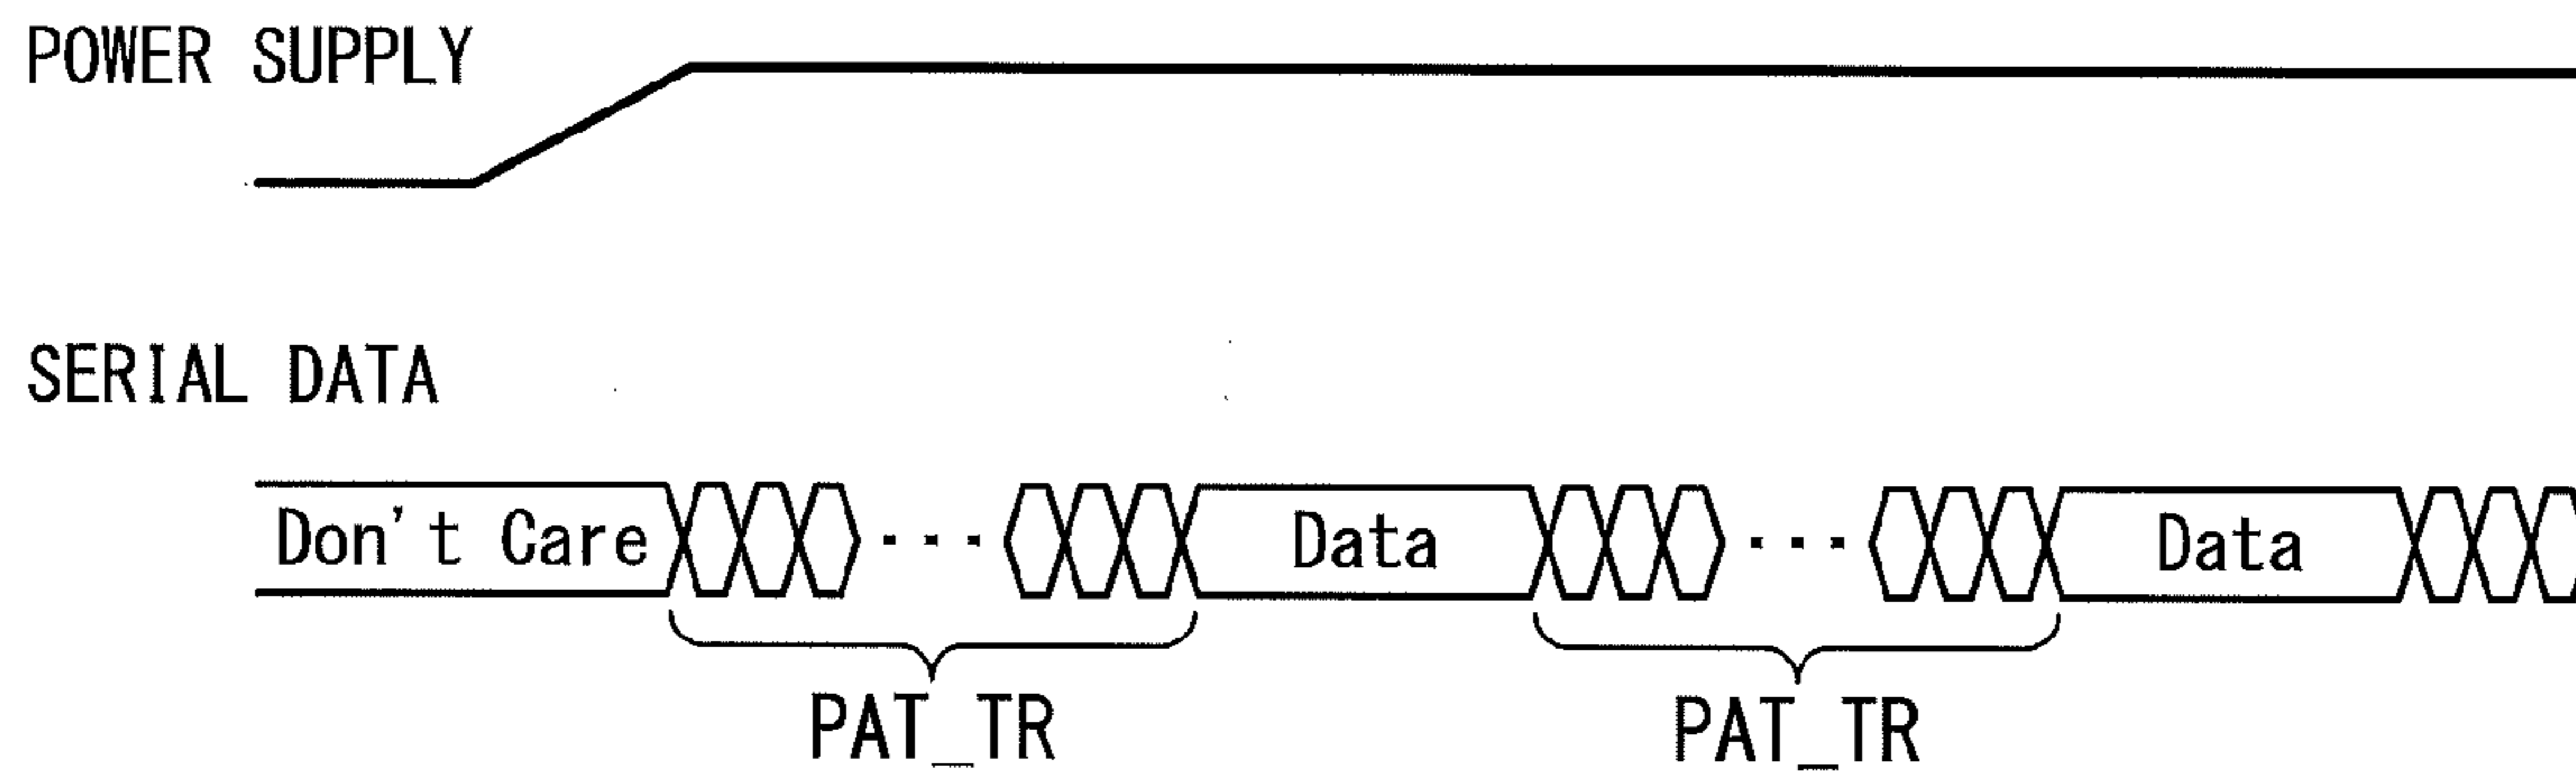 POWER SUPPLY
SERIAL DATA
Don't Care ... Data ... Data
PAT_TR PAT_TR